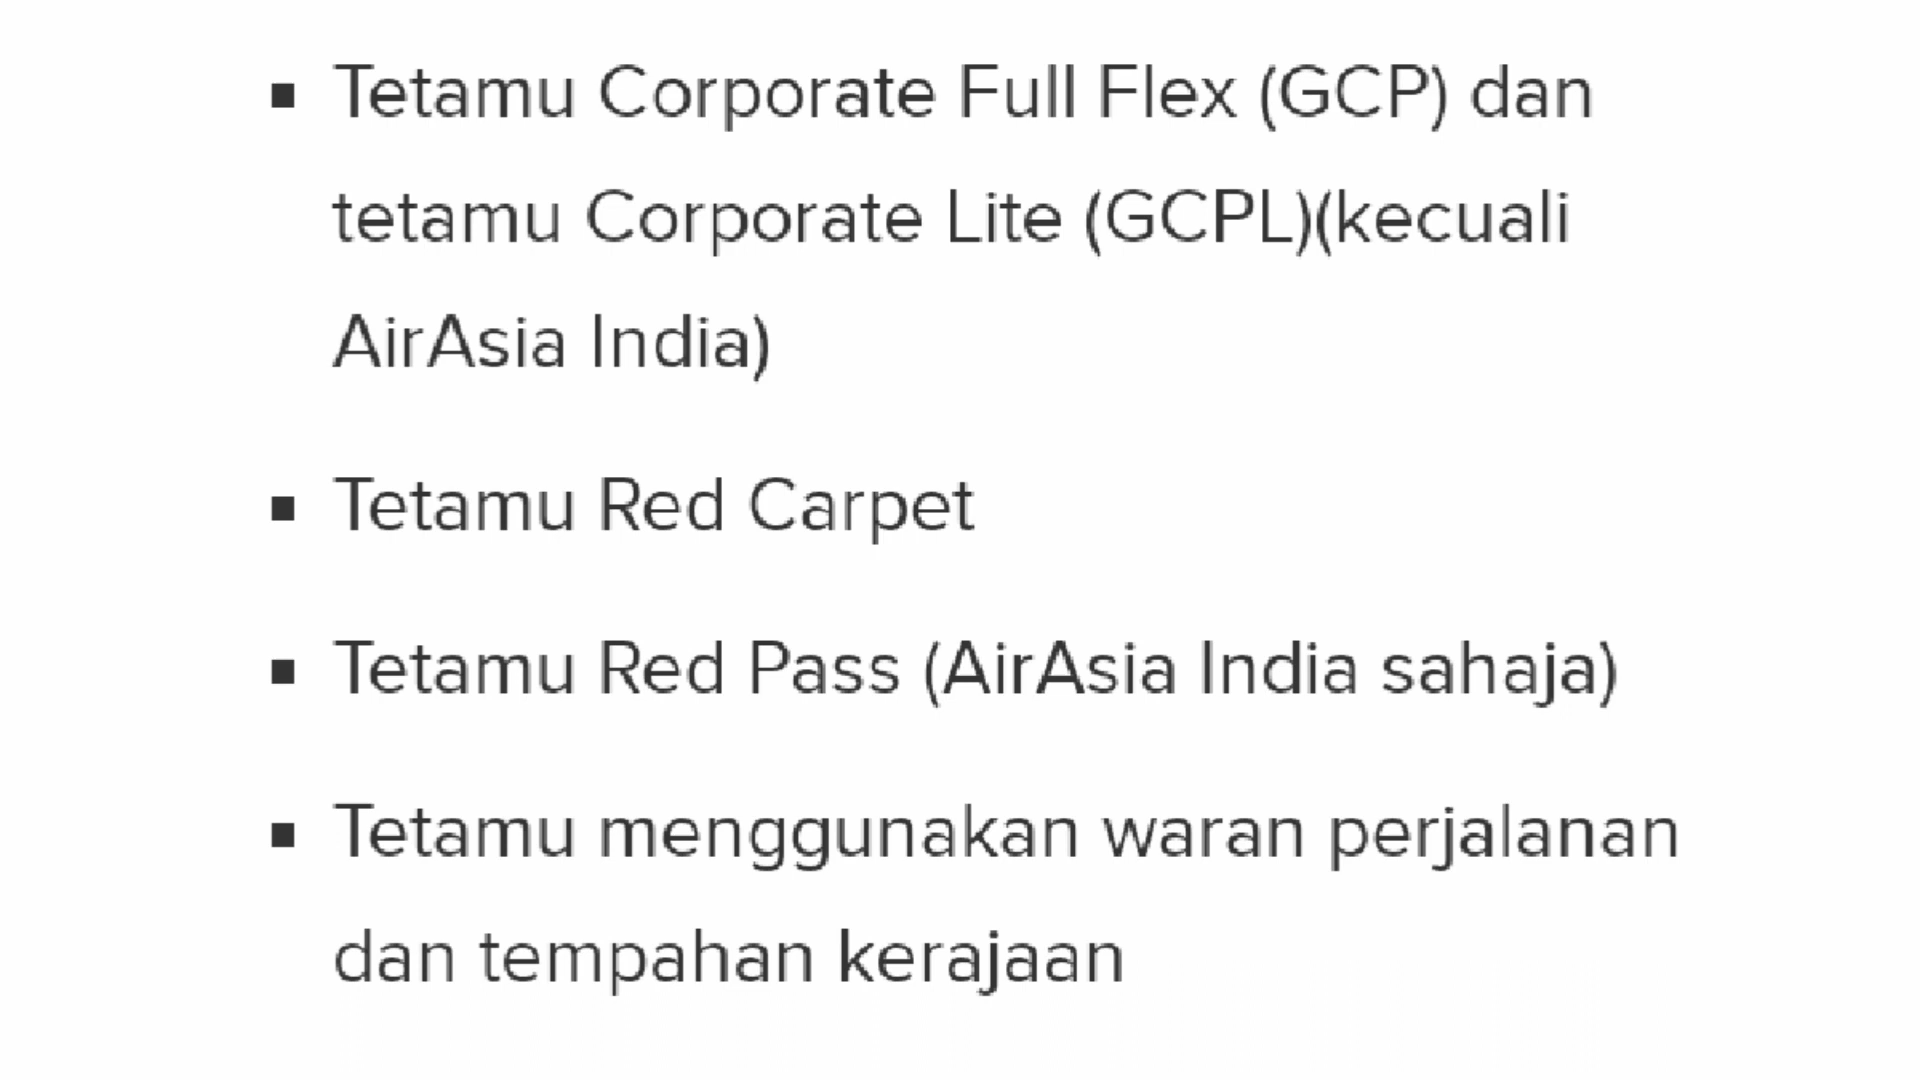 ▪ Tetamu Corporate Full Flex (GCP) dan
tetamu Corporate Lite (GCPL)(kecuali
AirAsia India)
▪ Tetamu Red Carpet
▪ Tetamu Red Pass (AirAsia India sahaja)
▪ Tetamu menggunakan waran perjalanan
dan tempahan kerajaan